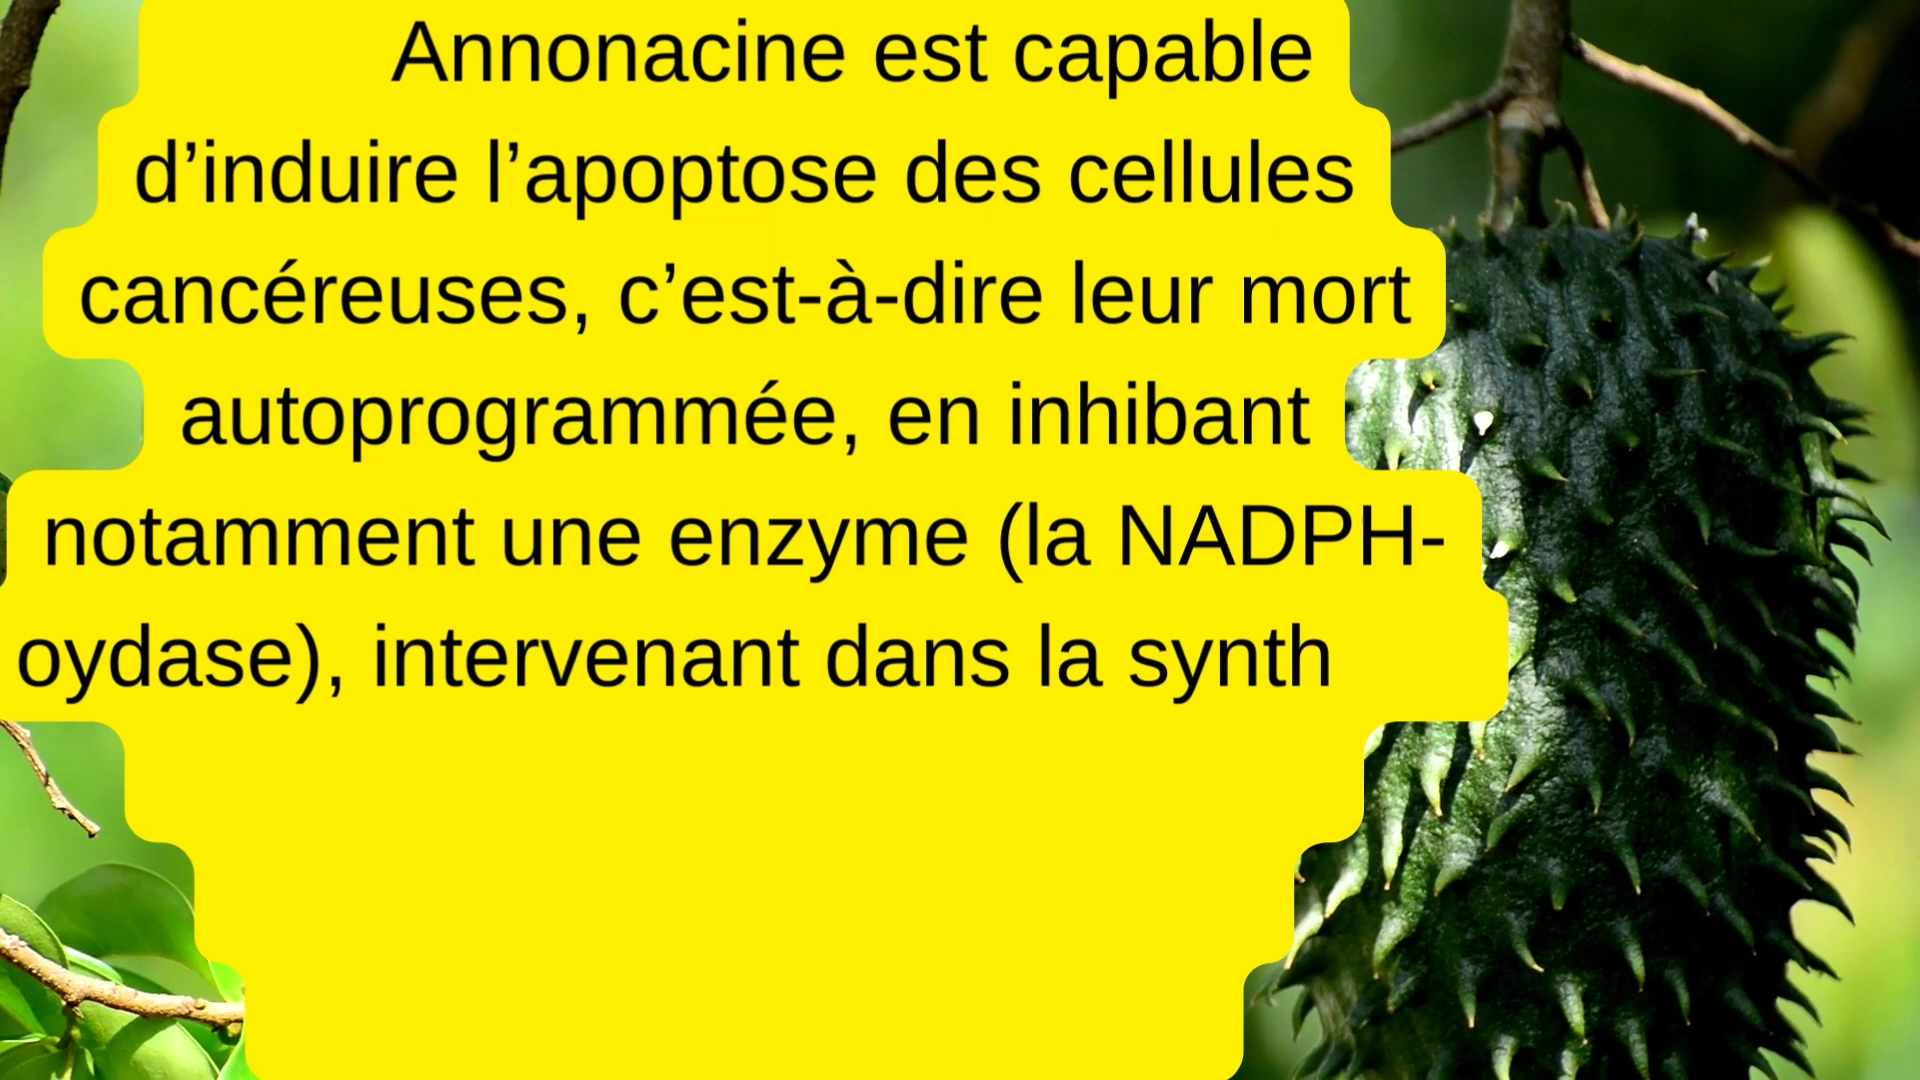 Annonacine est capable
d’induire l’apoptose des cellules
cancéreuses, c’est-à-dire leur mort
autoprogrammée, en inhibant
notamment une enzyme (la NADPH-
oydase), intervenant dans la synth